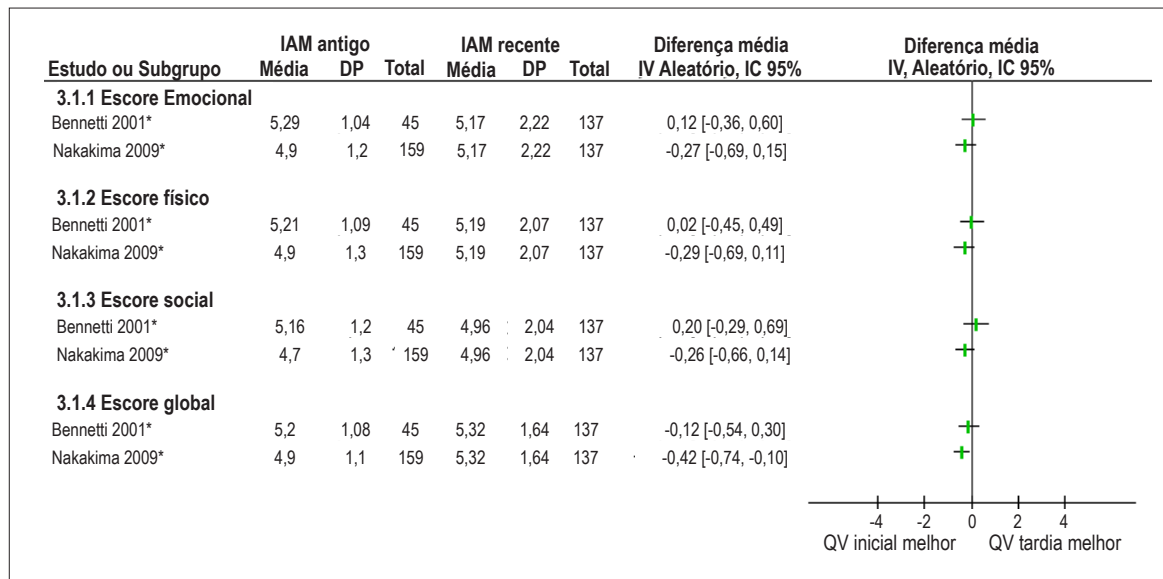 IAM antigo IAM recente Diferença média Diferença média
Estudo ou Subgrupo Média DP Total Média DP Total IV Aleatório, IC 95% IV, Aleatório, IC 95%
3.1.1 Escore Emocional
Bennetti 2001* 5,29 1,04 45 5,17 2,22 137 0,12 [-0,36, 0,60]
Nakakima 2009* 4,9 1,2 159 5,17 2,22 137 -0,27 [-0,69, 0,15]
3.1.2 Escore físico
Bennetti 2001* 5,21 1,09 45 5,19 2,07 137 0,02 [-0,45, 0,49]
Nakakima 2009* 4,9 1,3 159 5,19 2,07 137 -0,29 [-0,69, 0,11]
3.1.3 Escore social
Bennetti 2001* 5,16 1,2 45 4,96 2,04 137 0,20 [-0,29, 0,69]
Nakakima 2009* 4,7 1,3 159 4,96 2,04 137 -0,26 [-0,66, 0,14]
3.1.4 Escore global
Bennetti 2001* 5,2 1,08 45 5,32 1,64 137 -0,12 [-0,54, 0,30]
Nakakima 2009* 4,9 1,1 159 5,32 1,64 137 -0,42 [-0,74, -0,10]
-4 -2 0 2 4
QV inicial melhor QV tardia melhor